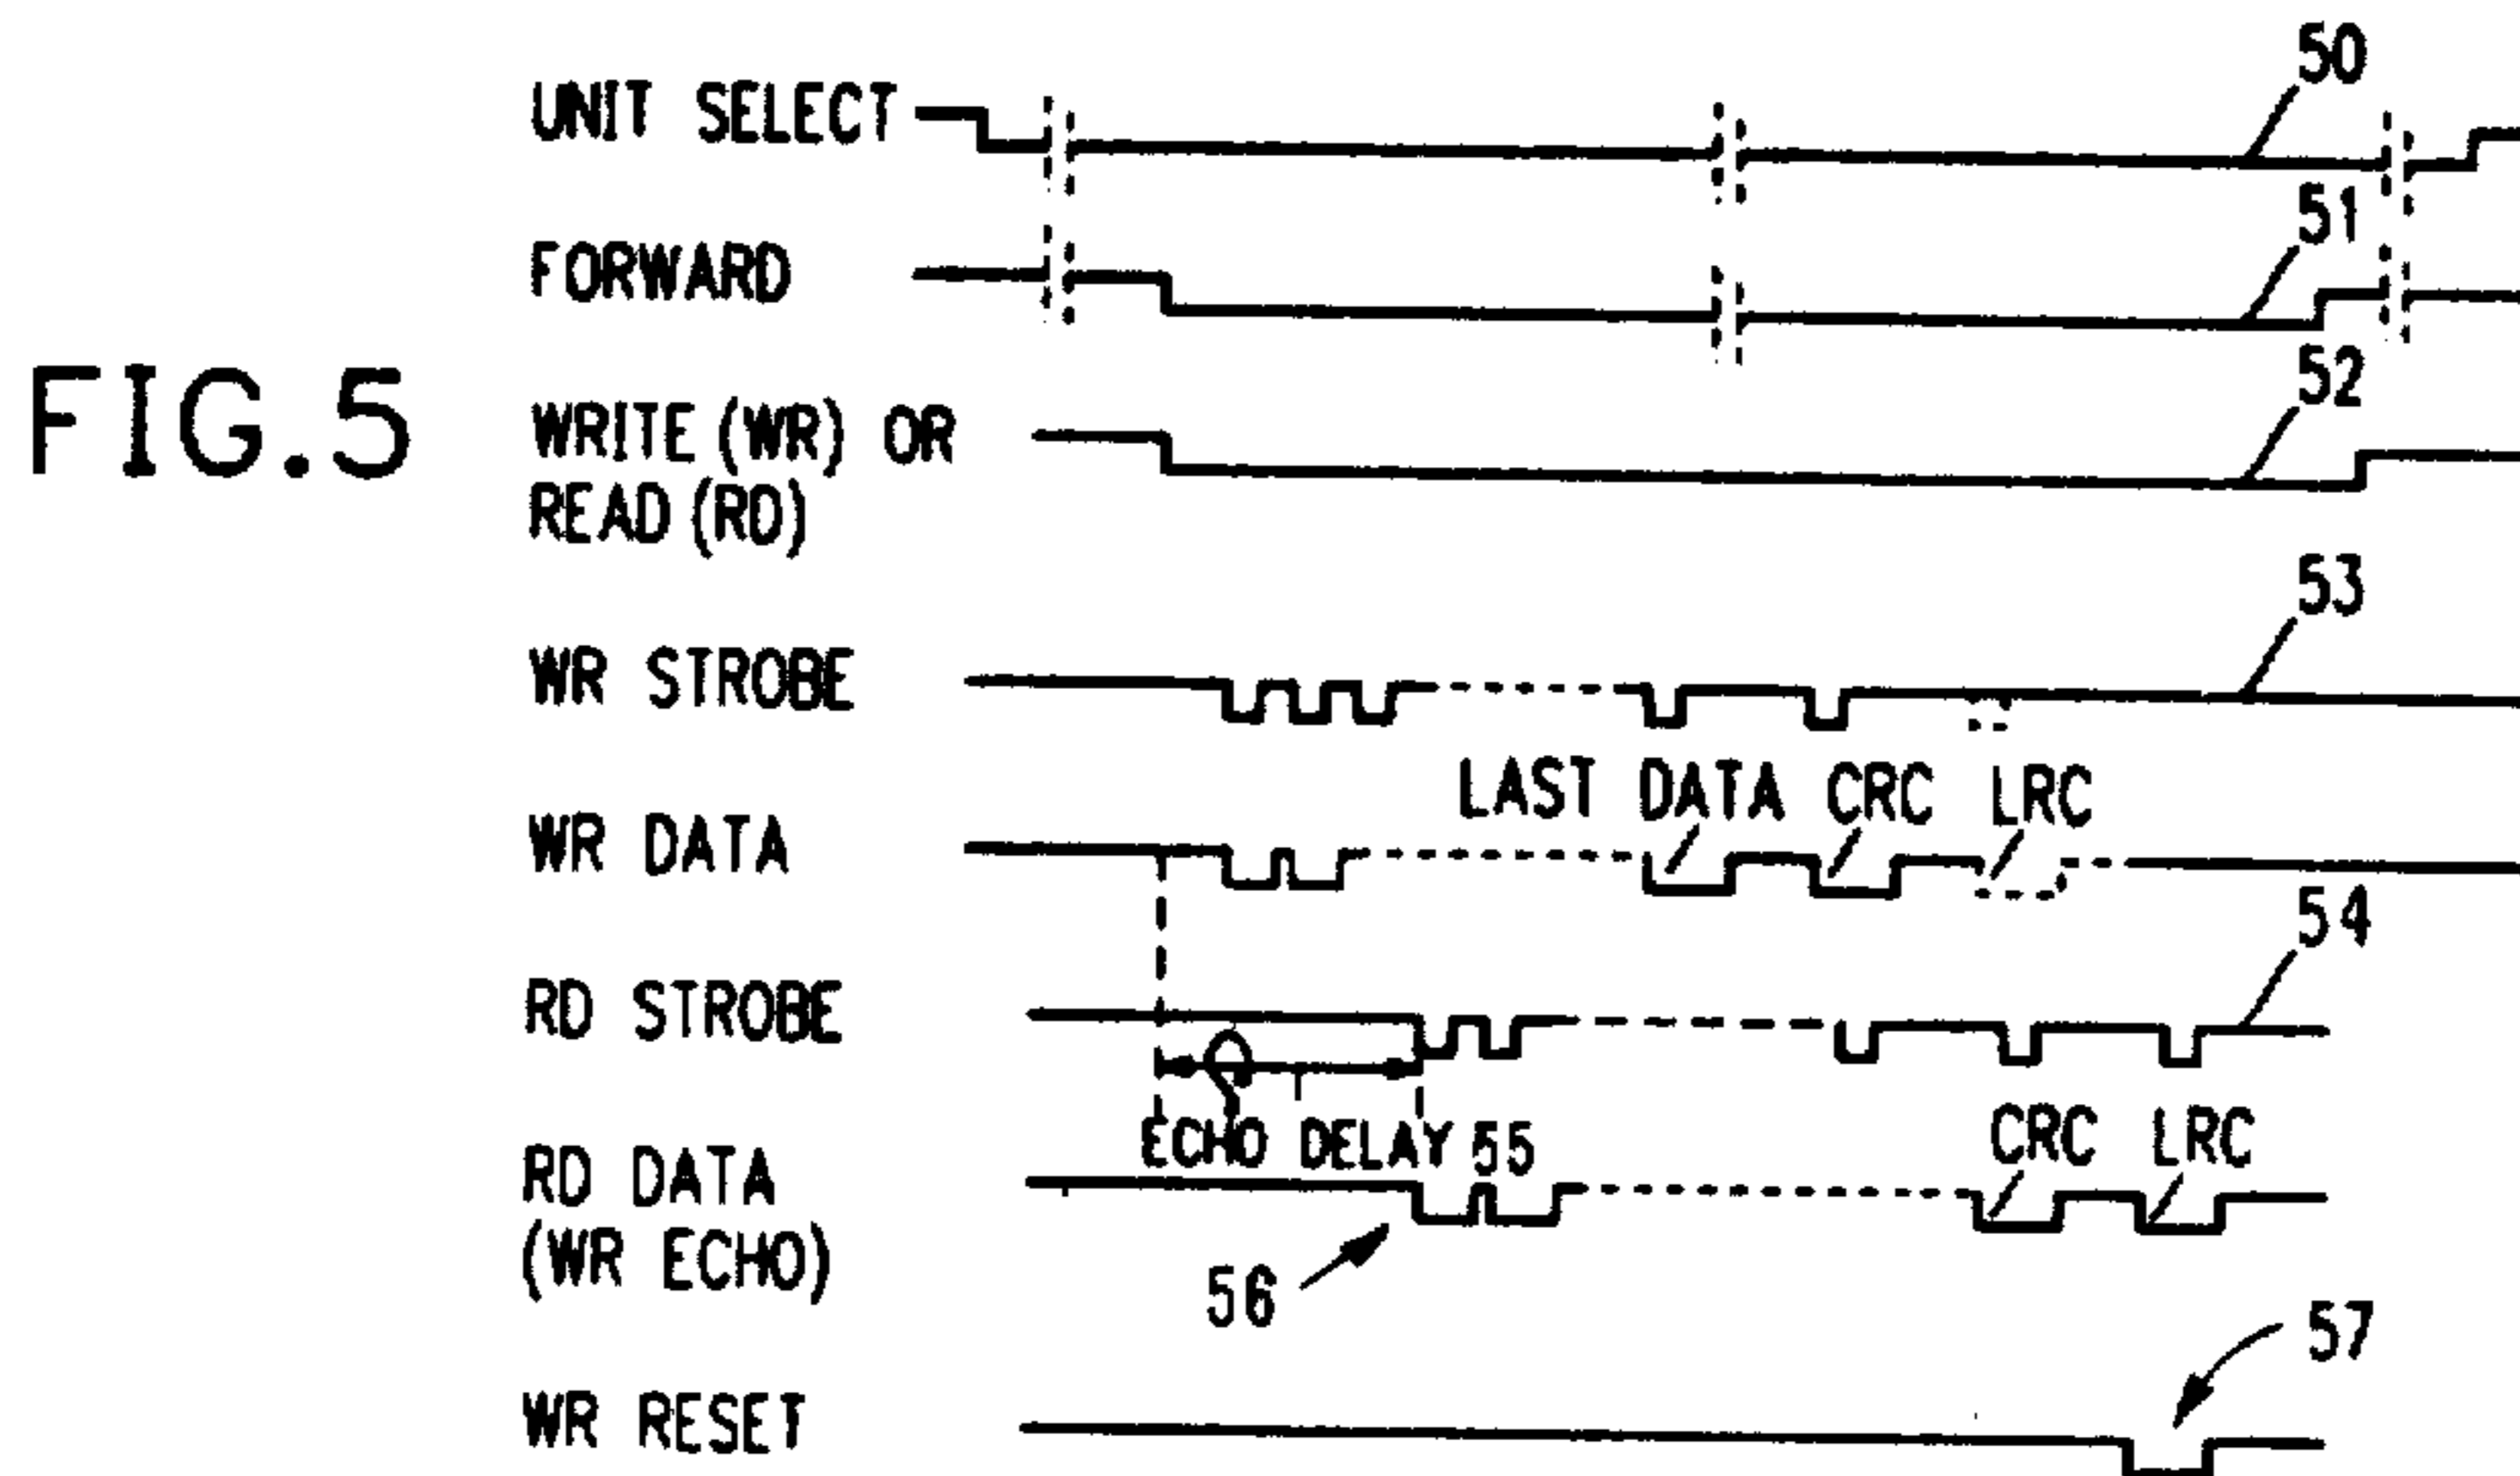 50
UNIT SELECT
51
FORWARD
FIG.5
52
WRITE (WR) OR
READ (RD)
53
WR STROBE
LAST DATA CRC LRC
WR DATA
54
RD STROBE
ECHO DELAY 55
CRC LRC
RD DATA
(WR ECHO)
56
57
WR RESET